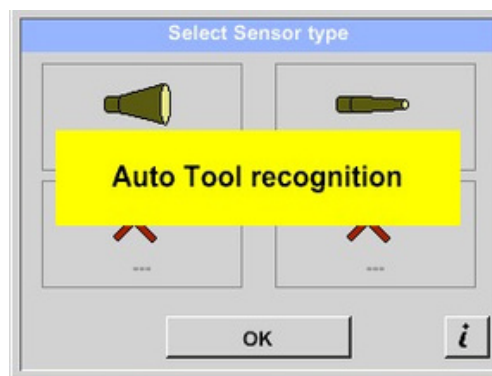 Select Sensor type
Auto Tool recognition
---
---
OK
i